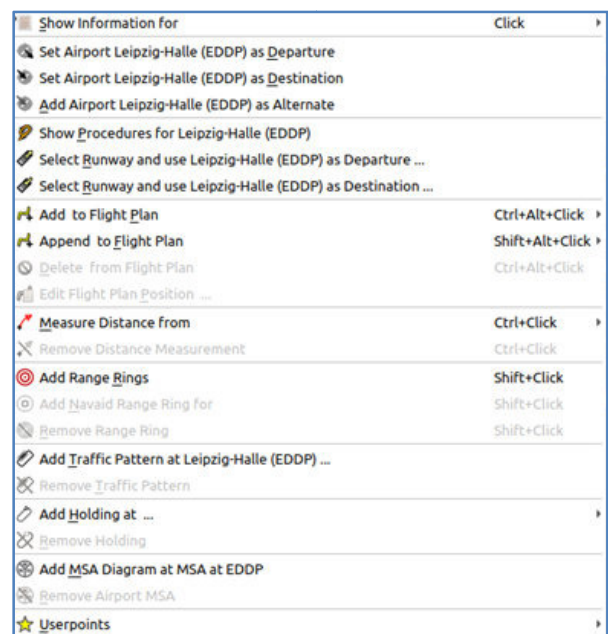 Show Information for Click
Set Airport Leipzig-Halle (EDDP) as Departure
Set Airport Leipzig-Halle (EDDP) as Destination
Add Airport Leipzig-Halle (EDDP) as Alternate
Show Procedures for Leipzig-Halle (EDDP)
Select Runway and use Leipzig-Halle (EDDP) as Departure ...
Select Runway and use Leipzig-Halle (EDDP) as Destination ...
Add to Flight Plan Ctrl+Alt+Click
Append to Flight Plan Shift+Alt+Click
Delete from Flight Plan Ctrl+Alt+Click
Edit Flight Plan Position ...
Measure Distance from Ctrl+Click
Remove Distance Measurement Ctrl+Click
Add Range Rings Shift+Click
Add Navaid Range Ring for Shift+Click
Remove Range Ring Shift+Click
Add Traffic Pattern at Leipzig-Halle (EDDP) ...
Remove Traffic Pattern
Add Holding at ...
Remove Holding
Add MSA Diagram at MSA at EDDP
Remove Airport MSA
Userpoints